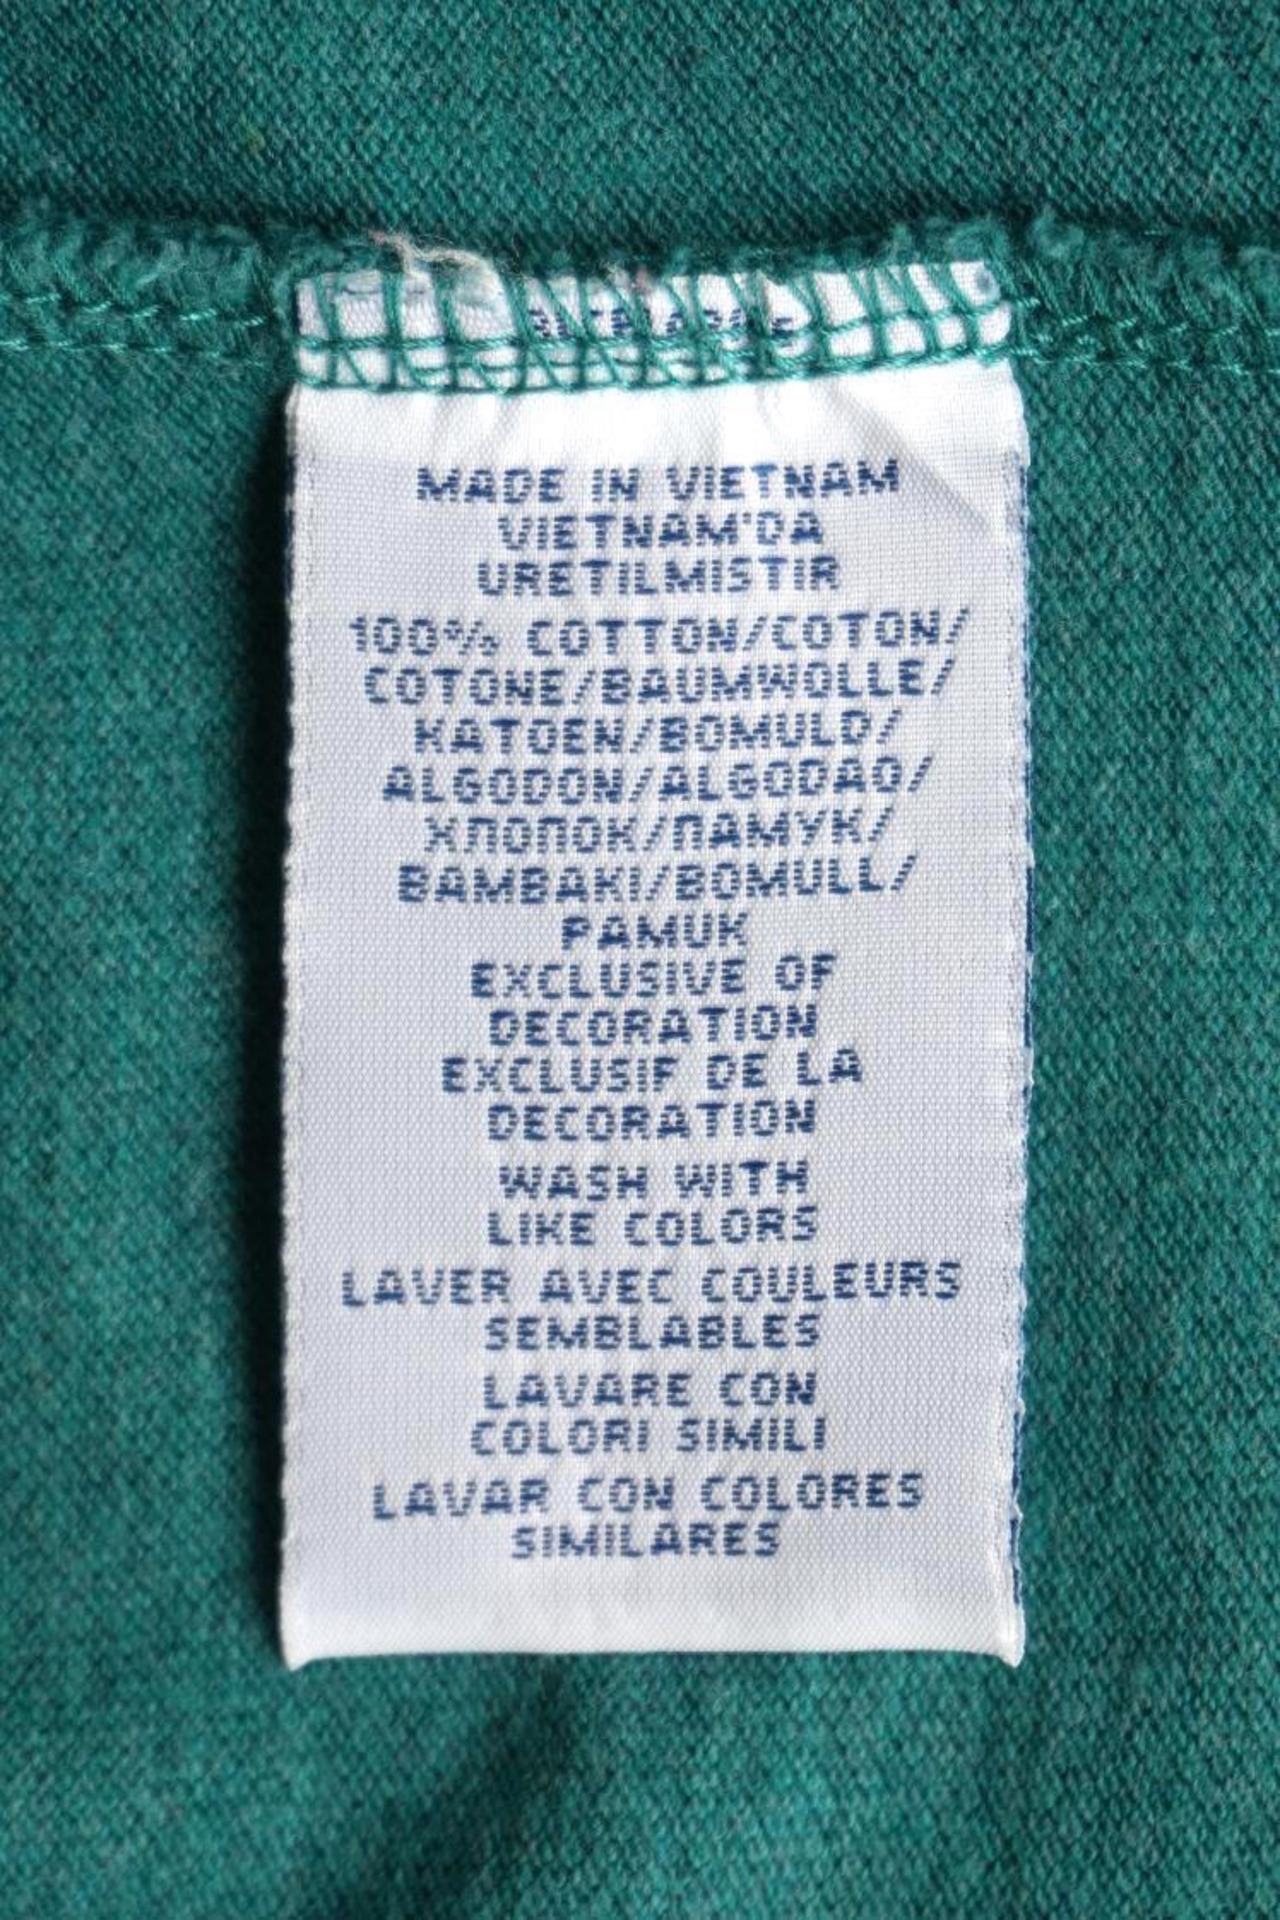 MADE IN VIETNAM
VIETNAM'DA
URETILMISTIR
100% COTTON/COTON/
COTONE/BAUMWOLLE/
KATOEN/BOMULD/
ALGODON/ALGODAO/
ХЛОПОК/ПАМУК/
BAMBAKI/BOMULL/
PAMUK
EXCLUSIVE OF
DECORATION
EXCLUSIF DE LA
DECORATION
WASH WITH
LIKE COLORS
LAVER AVEC COULEURS
SEMBLABLES
LAVARE CON
COLORI SIMILI
LAVAR CON COLORES
SIMILARES